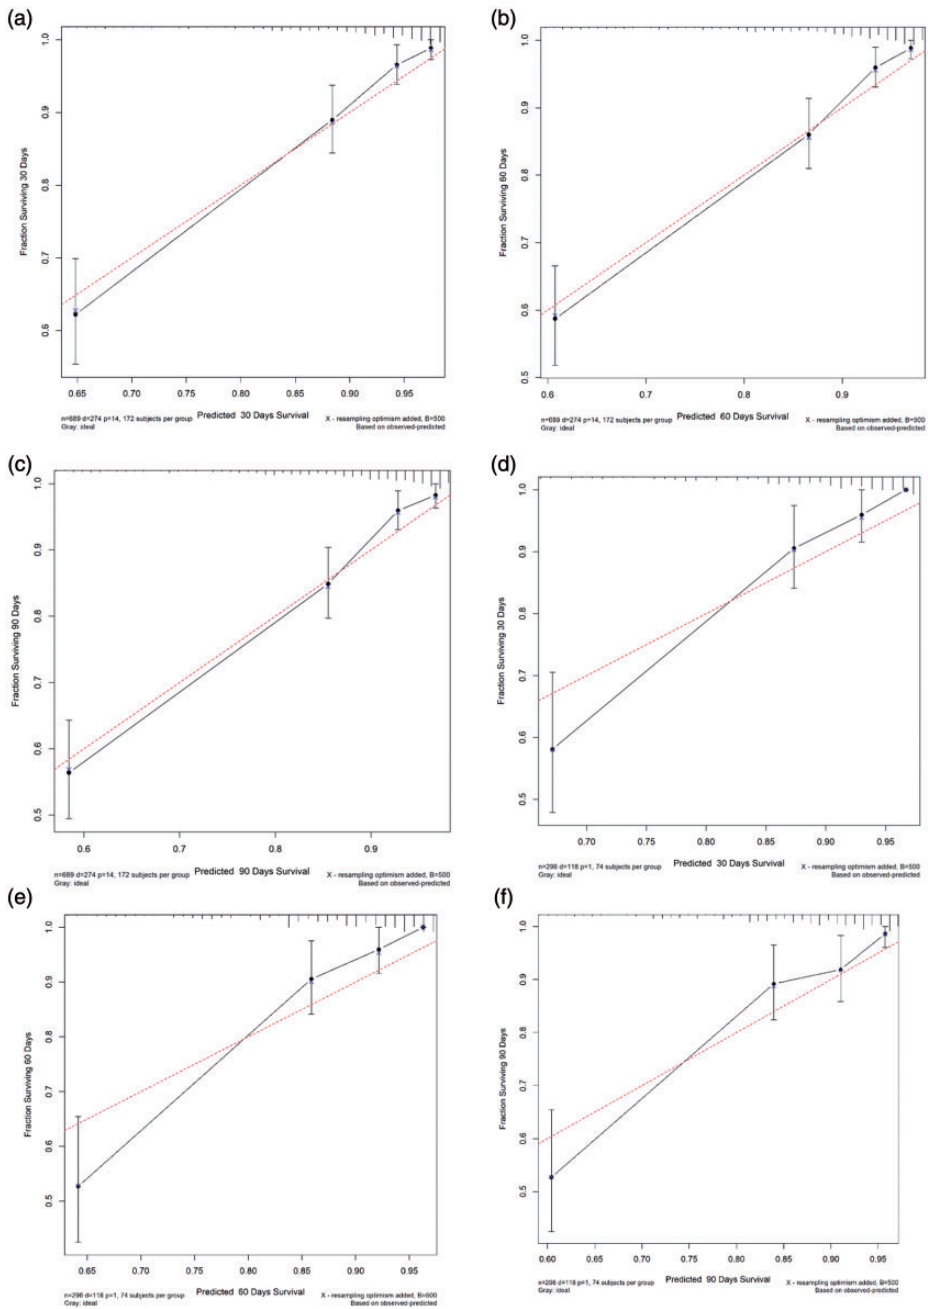 (a)
Fraction Surviving 30 Days
1.0
0.9
0.8
0.7
0.6
0.65 0.70 0.75 0.80 0.85 0.90 0.95
Predicted 30 Days Survival
n=689 d=274 p=14, 172 subjects per group
Gray: ideal
X - resampling optimism added, B=500
Based on observed-predicted
(b)
Fraction Surviving 60 Days
1.0
0.9
0.8
0.7
0.6
0.5
0.6 0.7 0.8 0.9
Predicted 60 Days Survival
n=689 d=274 p=14, 172 subjects per group
Gray: ideal
X - resampling optimism added, B=500
Based on observed-predicted
(c)
Fraction Surviving 90 Days
1.0
0.9
0.8
0.7
0.6
0.5
0.6 0.7 0.8 0.9
Predicted 90 Days Survival
n=689 d=274 p=14, 172 subjects per group
Gray: ideal
X - resampling optimism added, B=500
Based on observed-predicted
(d)
Fraction Surviving 30 Days
1.0
0.9
0.8
0.7
0.6
0.5
0.70 0.75 0.80 0.85 0.90 0.95
Predicted 30 Days Survival
n=296 d=118 p=1, 74 subjects per group
Gray: ideal
X - resampling optimism added, B=500
Based on observed-predicted
(e)
Fraction Surviving 60 Days
1.0
0.9
0.8
0.7
0.6
0.5
0.65 0.70 0.75 0.80 0.85 0.90 0.95
Predicted 60 Days Survival
n=296 d=118 p=1, 74 subjects per group
Gray: ideal
X - resampling optimism added, B=500
Based on observed-predicted
(f)
Fraction Surviving 90 Days
1.0
0.9
0.8
0.7
0.6
0.5
0.60 0.65 0.70 0.75 0.80 0.85 0.90 0.95
Predicted 90 Days Survival
n=296 d=118 p=1, 74 subjects per group
Gray: ideal
X - resampling optimism added, B=500
Based on observed-predicted